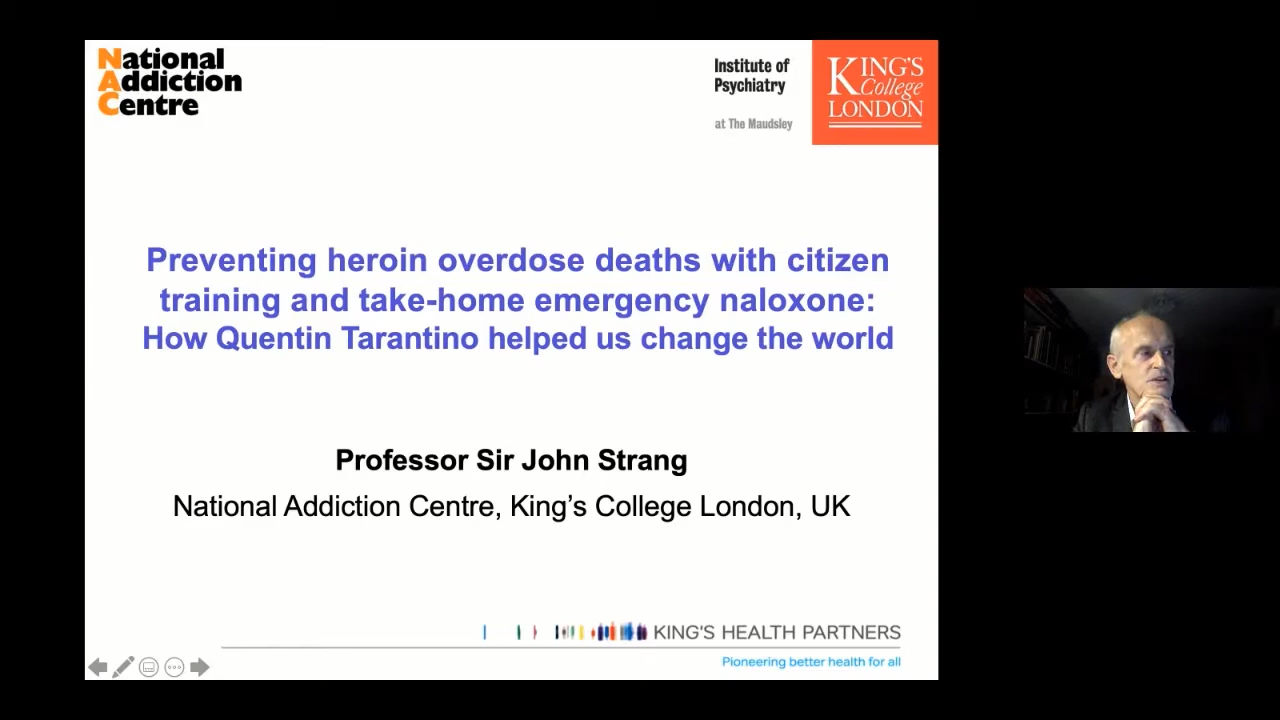 National
Addiction
Centre
Institute of
Psychiatry
at The Maudsley
KING'S
College
LONDON
Preventing heroin overdose deaths with citizen
training and take-home emergency naloxone:
How Quentin Tarantino helped us change the world
Professor Sir John Strang
National Addiction Centre, King's College London, UK
KING'S HEALTH PARTNERS
Pioneering better health for all